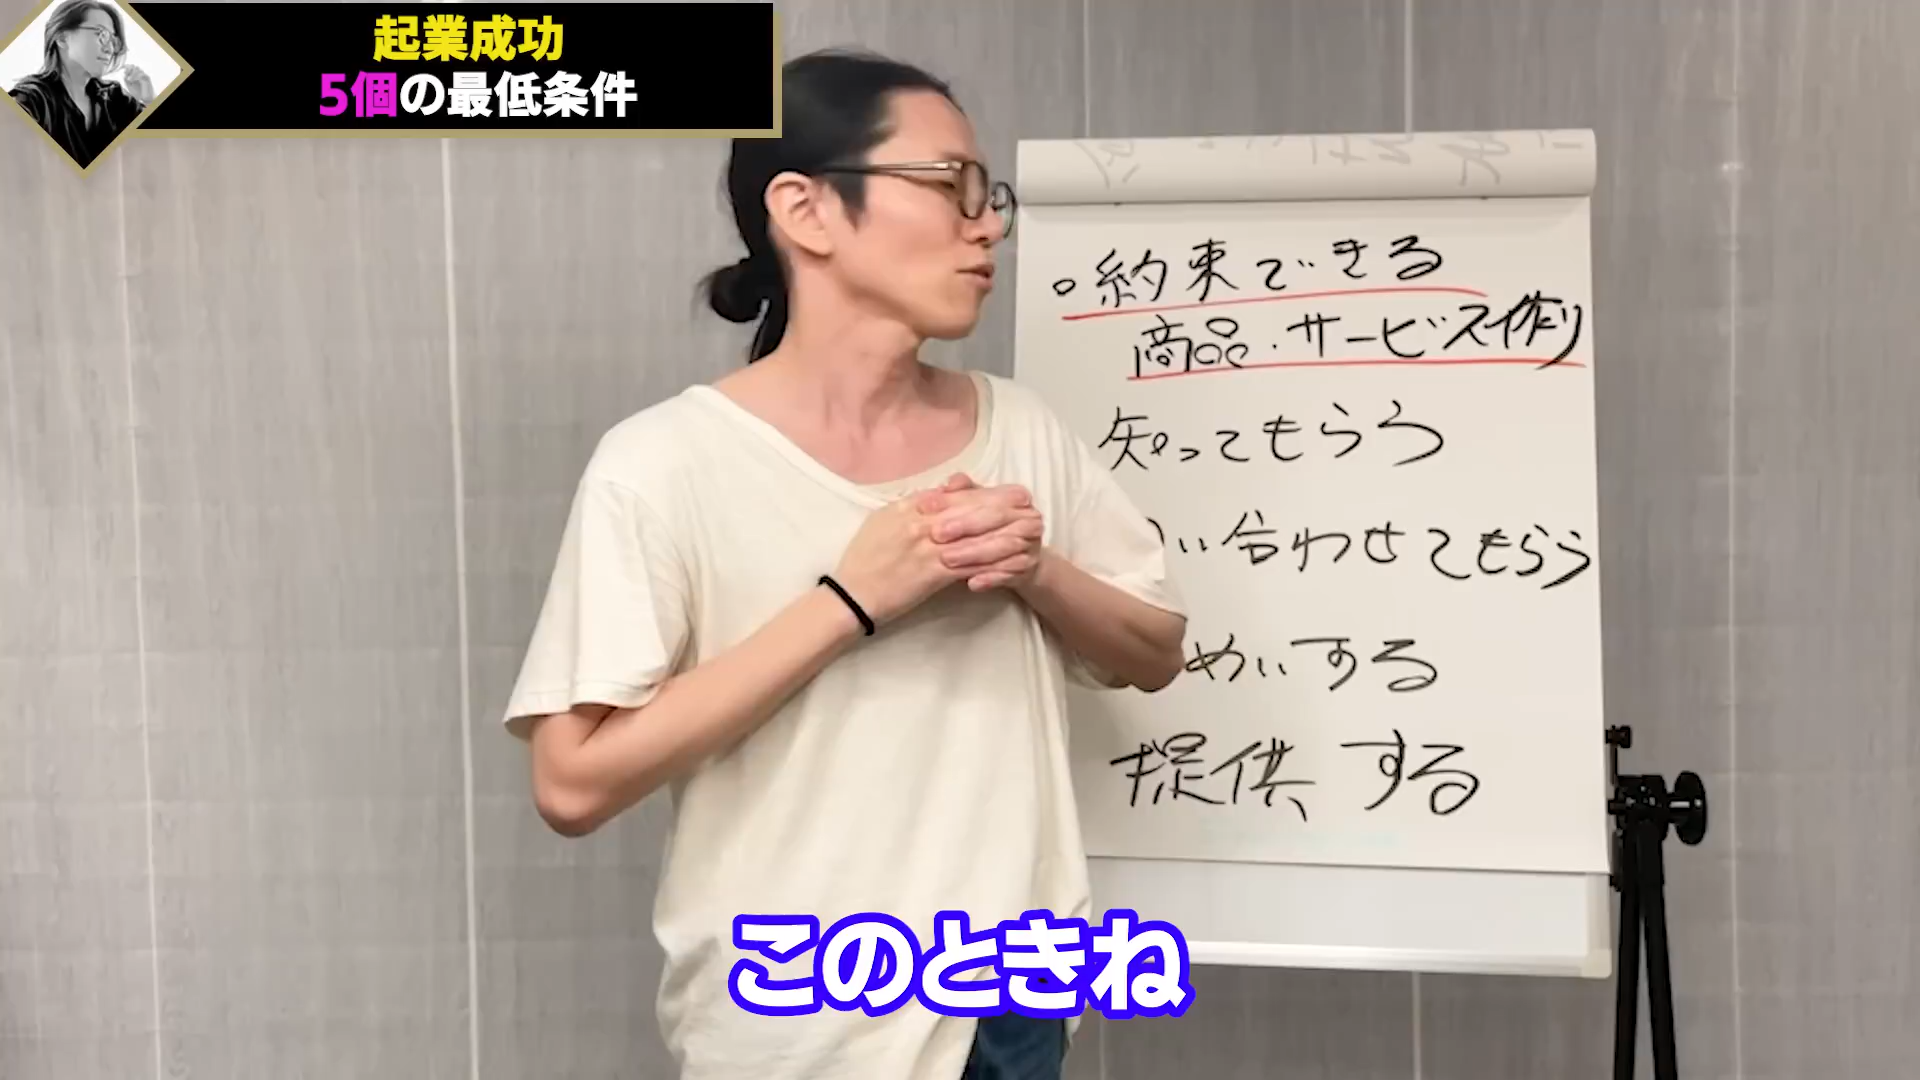 起業成功
5個の最低条件
・約束できる
商品・サービス作り
知ってもらう
い合わせてもらう
めいする
提供する
このときね